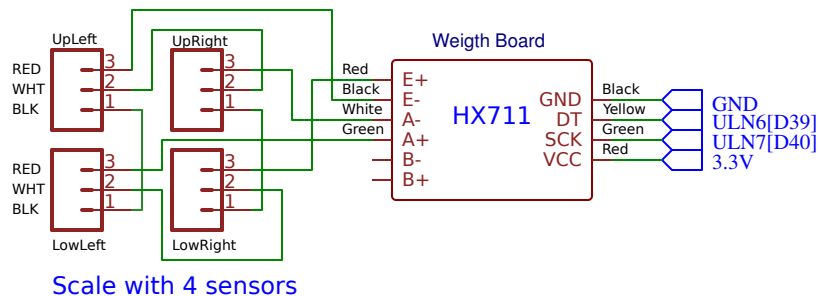 Weigth Board
UpLeft
UpRight
RED
WHT
BLK
3
2
1
3
2
1
Red
Black
White
Green
E+
E-
A-
A+
B-
B+
HX711
GND
DT
SCK
VCC
Black
Yellow
Green
Red
GND
ULN6[D39]
ULN7[D40]
3.3V
RED
WHT
BLK
3
2
1
3
2
1
LowLeft
LowRight
Scale with 4 sensors